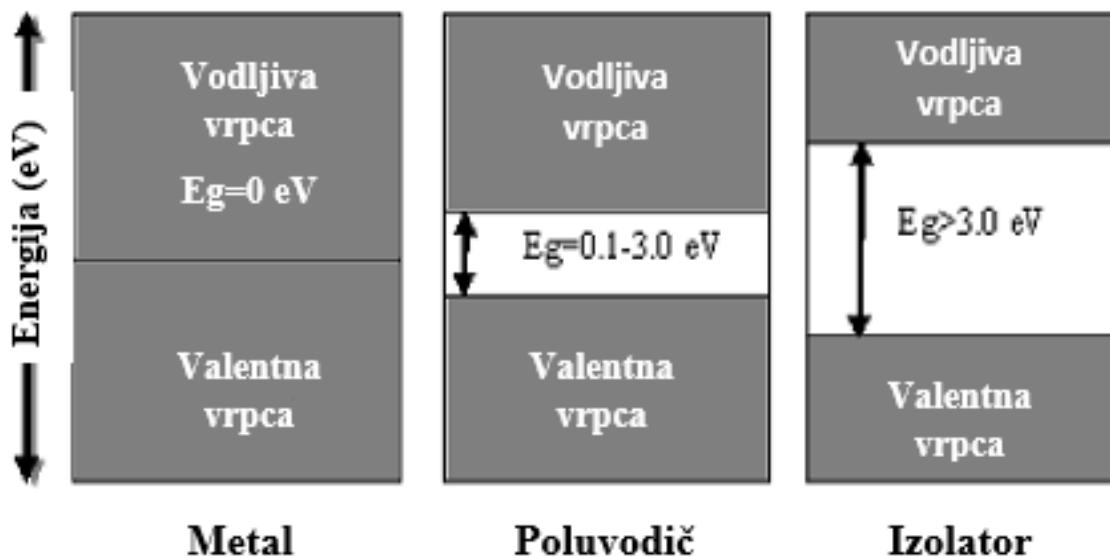 Energija (eV)
Vodljiva
vrpca
Eg=0 eV
Valentna
vrpca
Metal
Vodljiva
vrpca
Eg=0.1-3.0 eV
Valentna
vrpca
Poluvodič
Vodljiva
vrpca
Eg>3.0 eV
Valentna
vrpca
Izolator